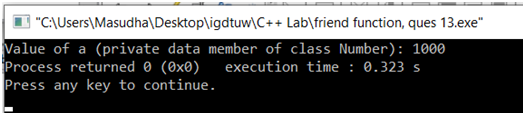 "C:\Users\Masudha\Desktop\igdtuw\C++ Lab\friend function, ques 13.exe"
Value of a (private data member of class Number): 1000
Process returned 0 (0x0)   execution time : 0.323 s
Press any key to continue.